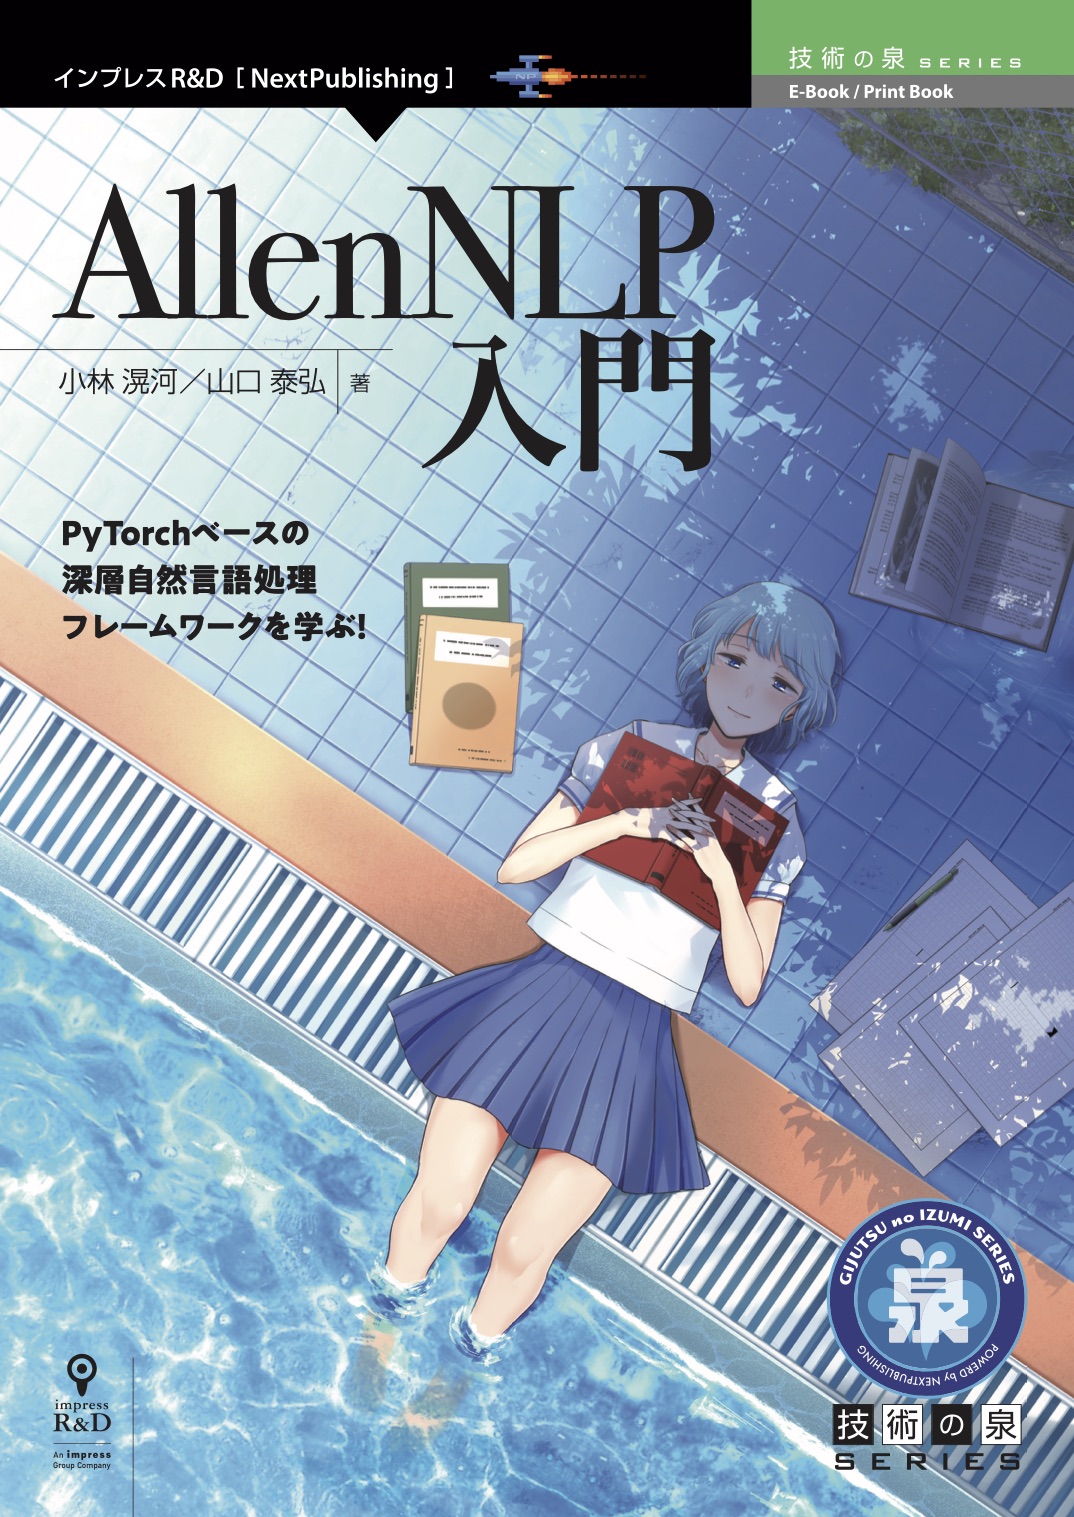 インプレスR&D［NextPublishing］
NP
技術の泉 SERIES
E-Book / Print Book
AllenNLP
入門
小林 滉河／山口 泰弘 著
PyTorchベースの
深層自然言語処理
フレームワークを学ぶ!
GIJUTSU no IZUMI SERIES
泉
POWERD by NEXTPUBLISHING
技術の泉
SERIES
impress
R&D
An impress
Group Company